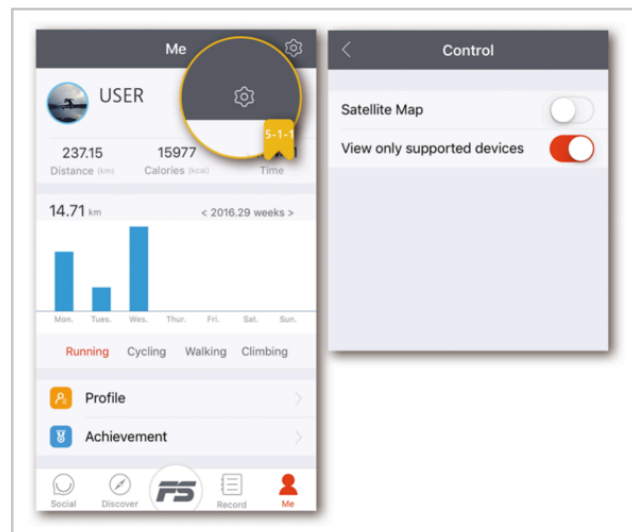 Me
USER
5-1-1
237.15 15977
Distance (km) Calories (kcal) Time
14.71 km < 2016.29 weeks >
Mon. Tues. Wes. Thur. Fri. Sat. Sun.
Running Cycling Walking Climbing
Profile
Achievement
Social Discover FS Record Me
Control
Satellite Map
View only supported devices